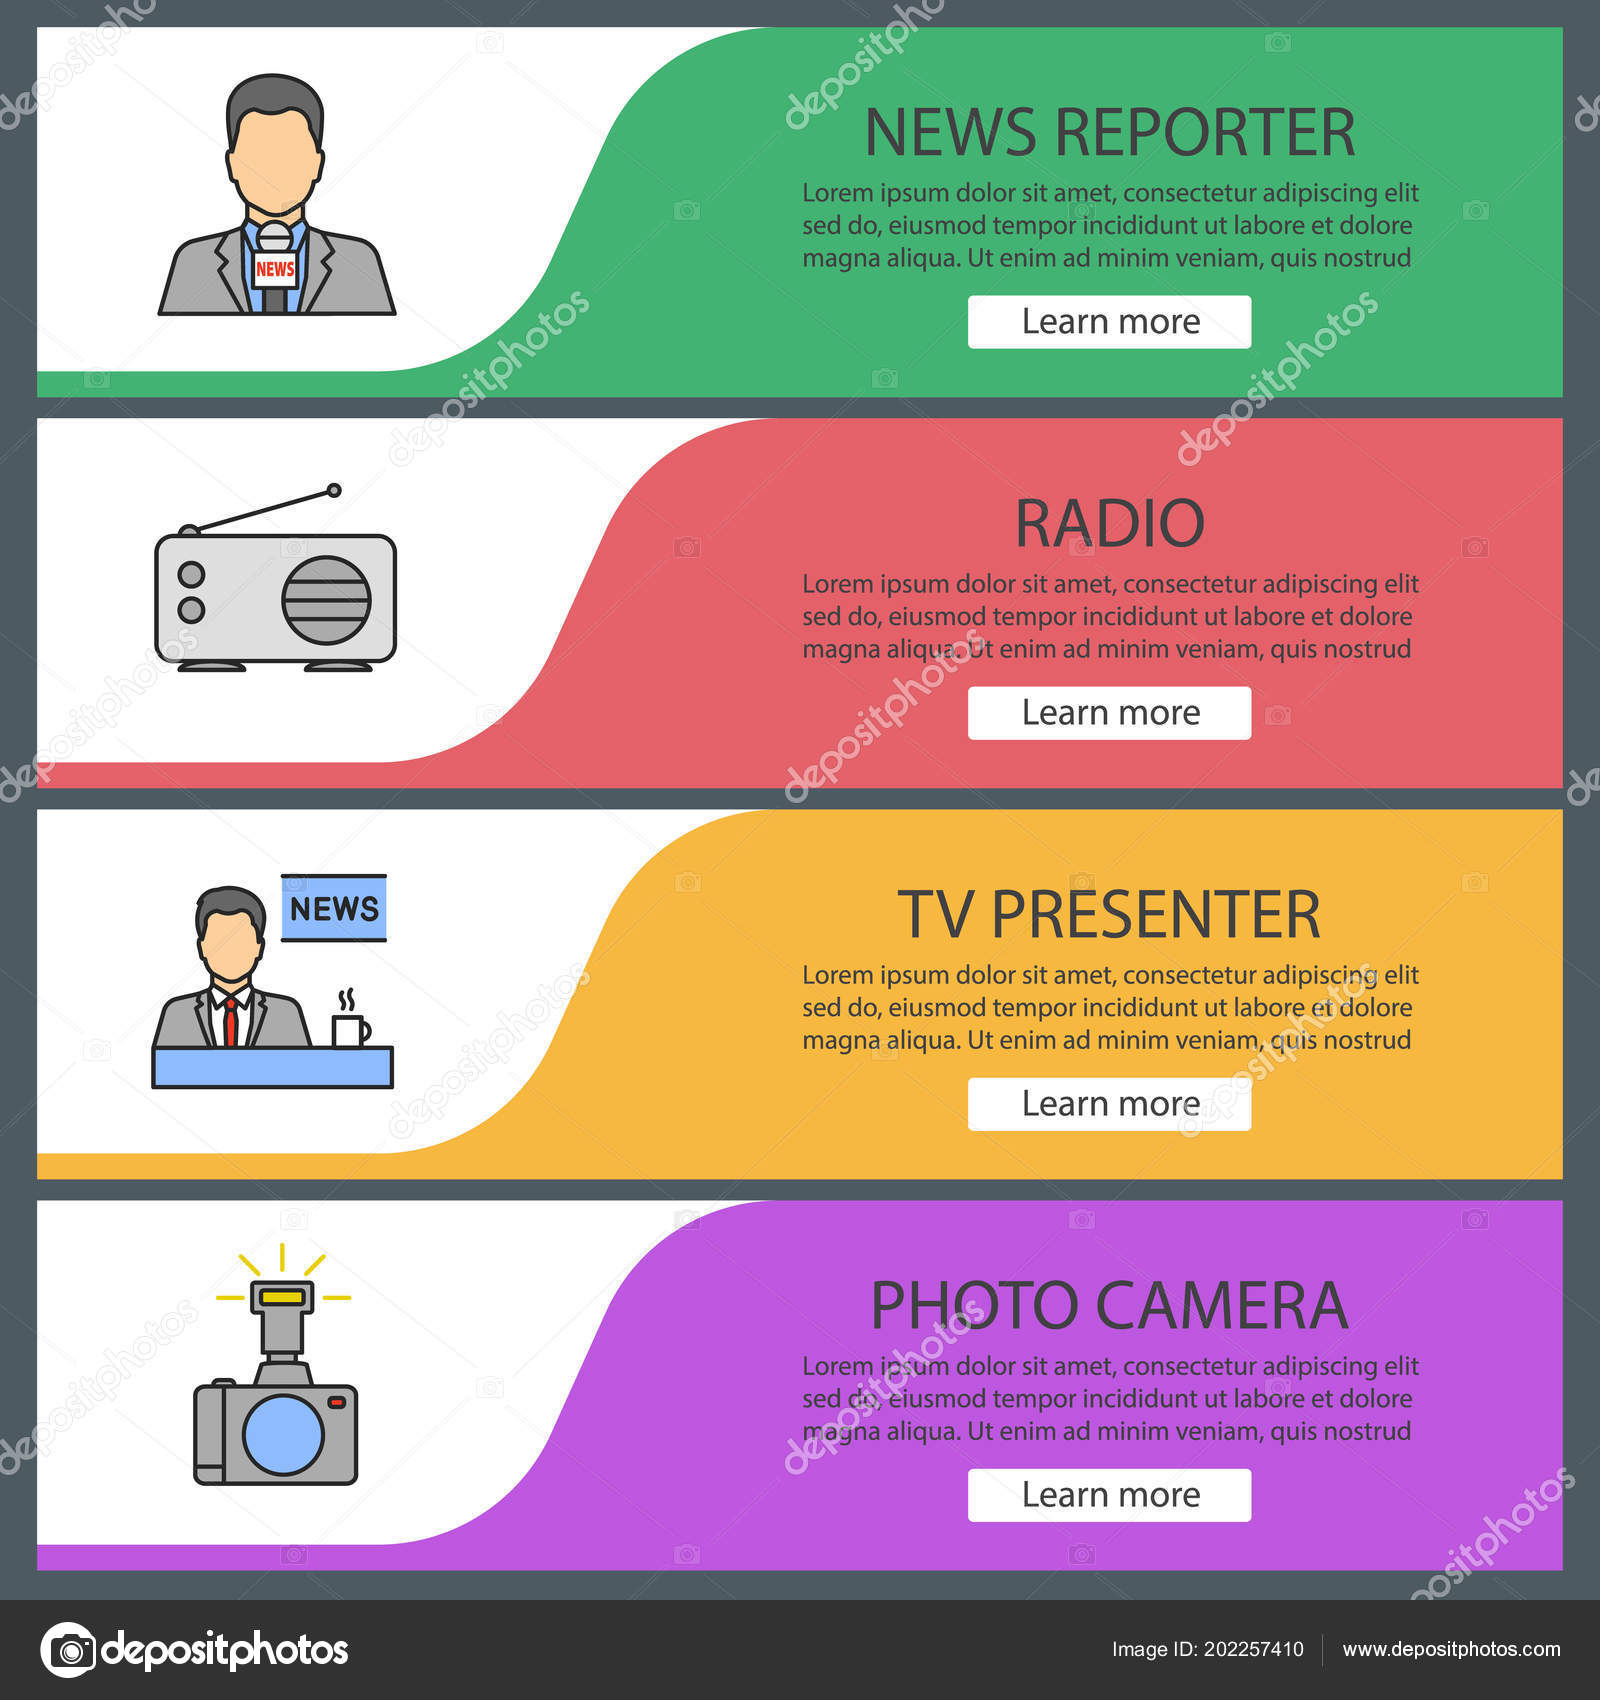 NEWS REPORTER
Lorem ipsum dolor sit amet, consectetur adipiscing elit
sed do, eiusmod tempor incididunt ut labore et dolore
magna aliqua. Ut enim ad minim veniam, quis nostrud
Learn more
NEWS
RADIO
Lorem ipsum dolor sit amet, consectetur adipiscing elit
sed do, eiusmod tempor incididunt ut labore et dolore
magna aliqua. Ut enim ad minim veniam, quis nostrud
Learn more
NEWS
TV PRESENTER
Lorem ipsum dolor sit amet, consectetur adipiscing elit
sed do, eiusmod tempor incididunt ut labore et dolore
magna aliqua. Ut enim ad minim veniam, quis nostrud
Learn more
PHOTO CAMERA
Lorem ipsum dolor sit amet, consectetur adipiscing elit
sed do, eiusmod tempor incididunt ut labore et dolore
magna aliqua. Ut enim ad minim veniam, quis nostrud
Learn more
depositphotos
Image ID: 202257410 www.depositphotos.com